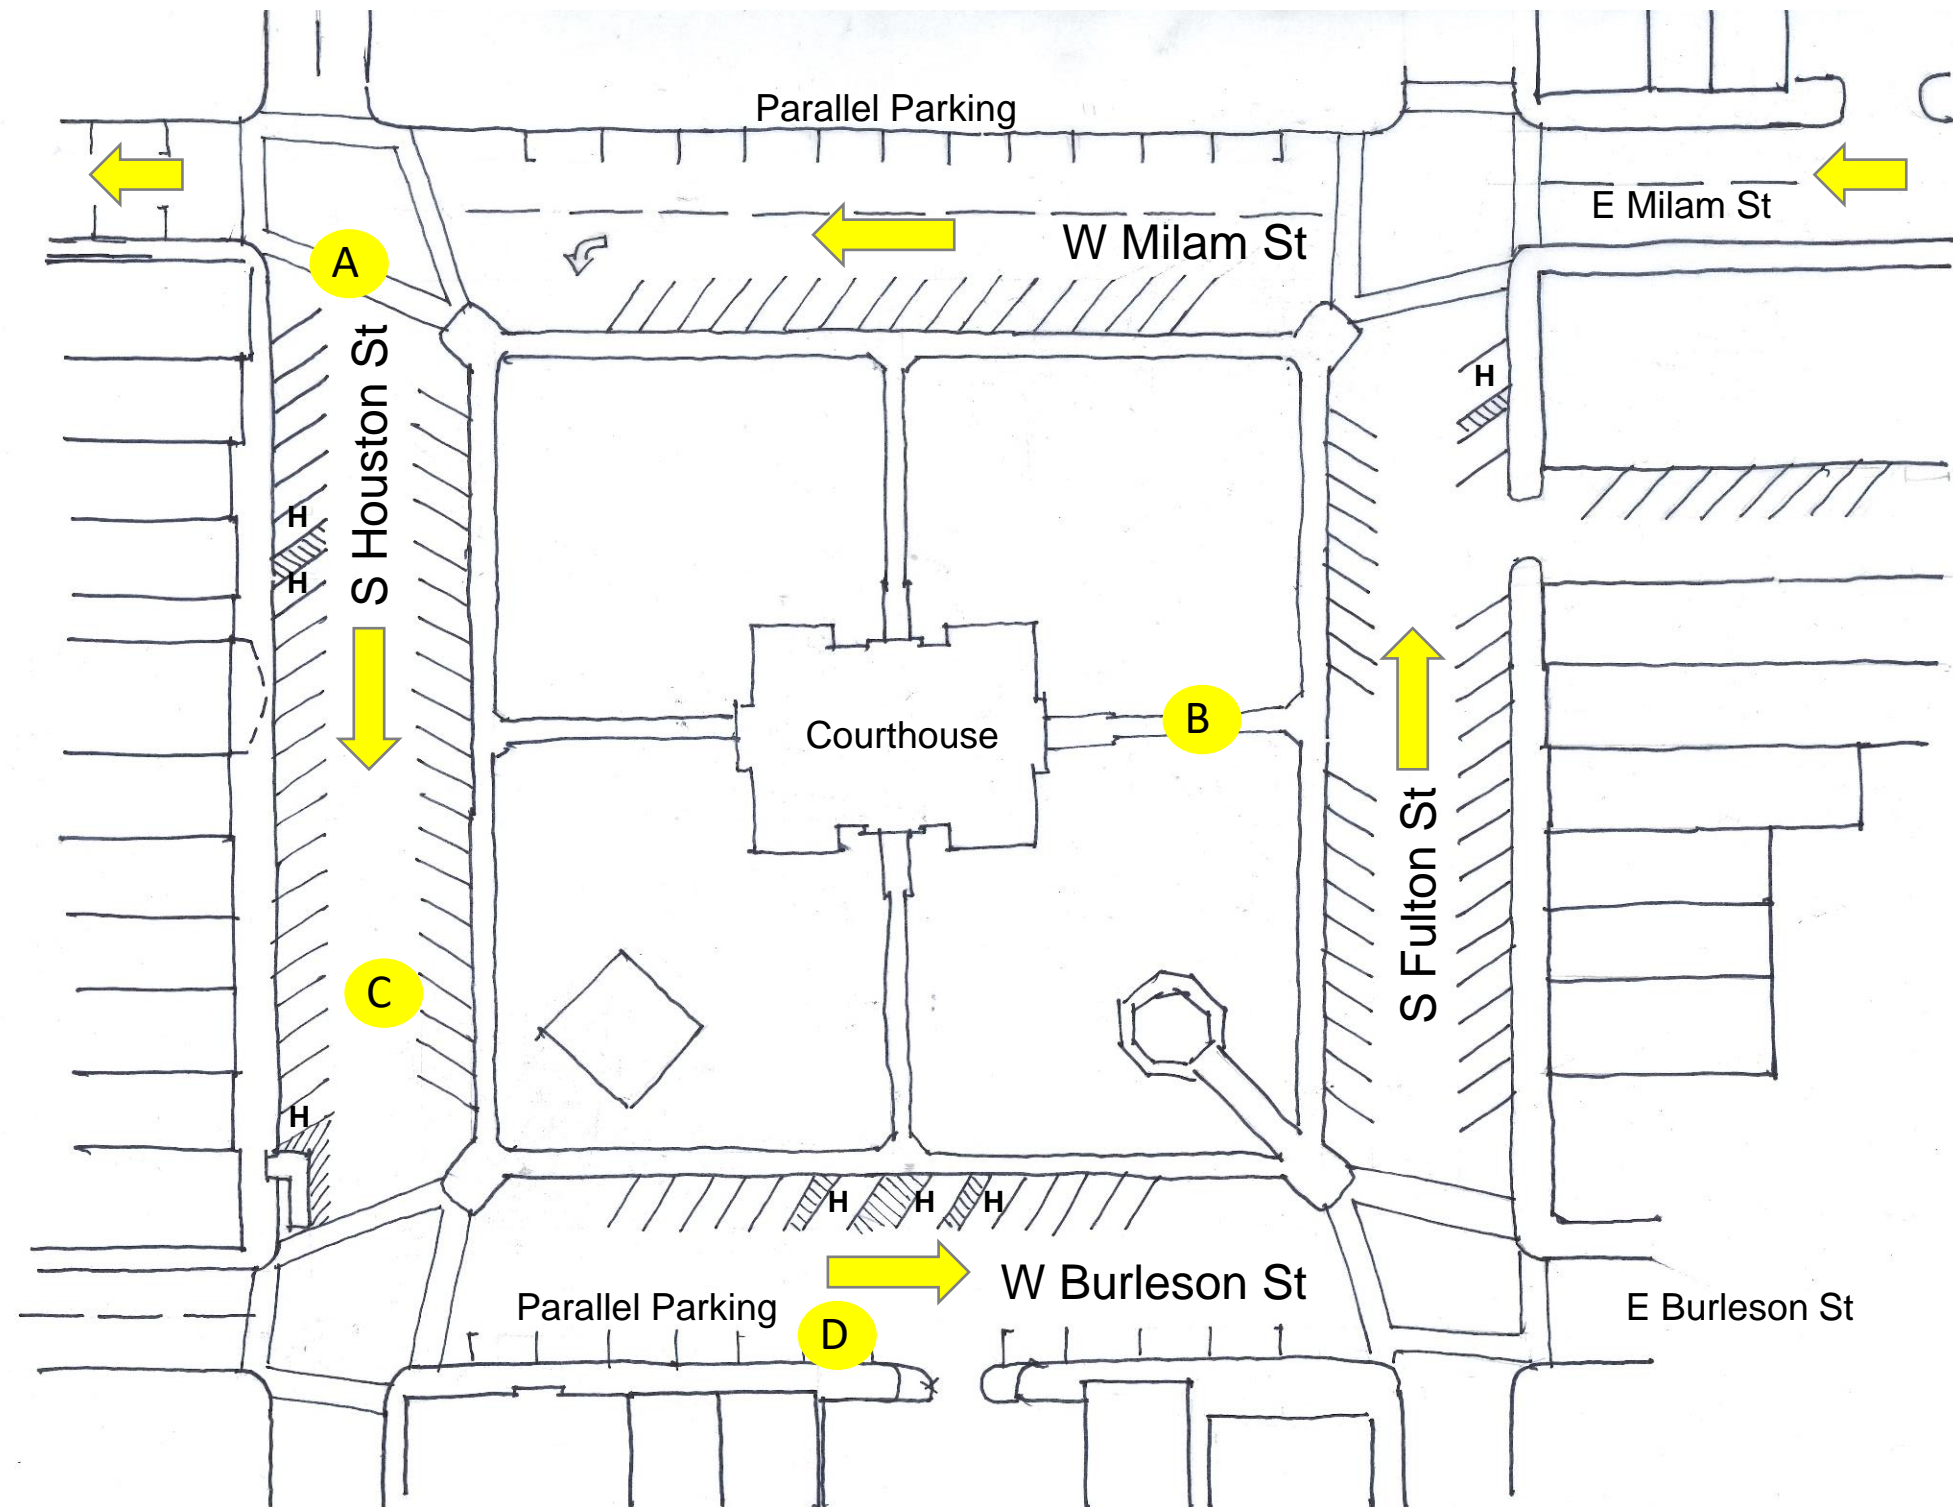 Parallel Parking
E Milam St
W Milam St
A
S Houston St
H
H
H
B
Courthouse
S Fulton St
C
H
H
H
H
W Burleson St
Parallel Parking
D
E Burleson St